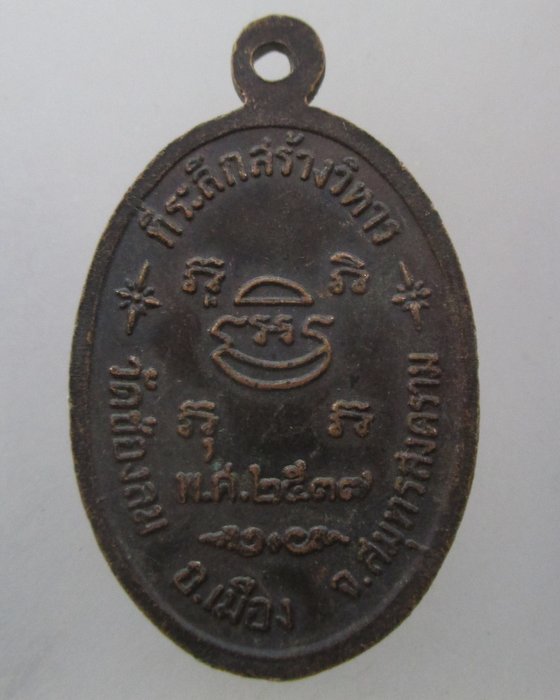 ที่ระลึกสร้างวิหาร
พ.ศ.๒๕๓๗
วัดช่องลม อ.เมือง จ.สมุทรสงคราม